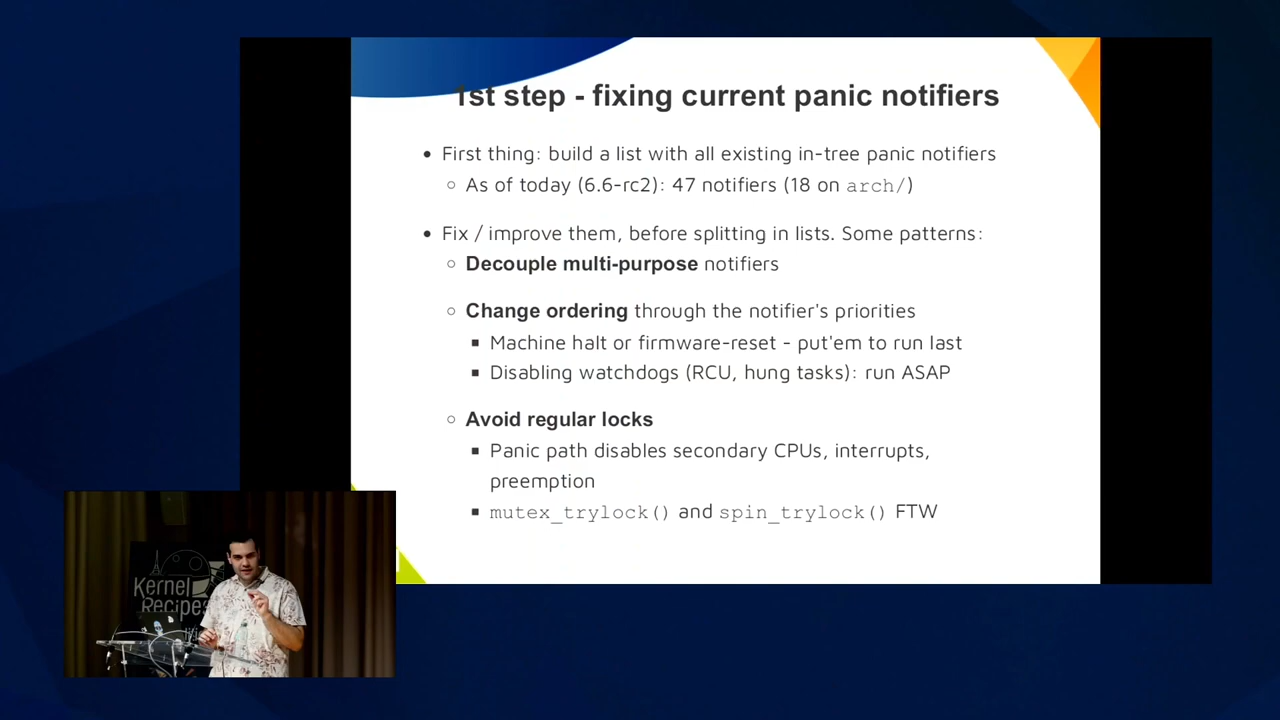 1st step - fixing current panic notifiers
• First thing: build a list with all existing in-tree panic notifiers
○ As of today (6.6-rc2): 47 notifiers (18 on arch/)
• Fix / improve them, before splitting in lists. Some patterns:
○ Decouple multi-purpose notifiers
○ Change ordering through the notifier's priorities
■ Machine halt or firmware-reset - put'em to run last
■ Disabling watchdogs (RCU, hung tasks): run ASAP
○ Avoid regular locks
■ Panic path disables secondary CPUs, interrupts,
preemption
■ mutex_trylock() and spin_trylock() FTW
Kernel
Recipes